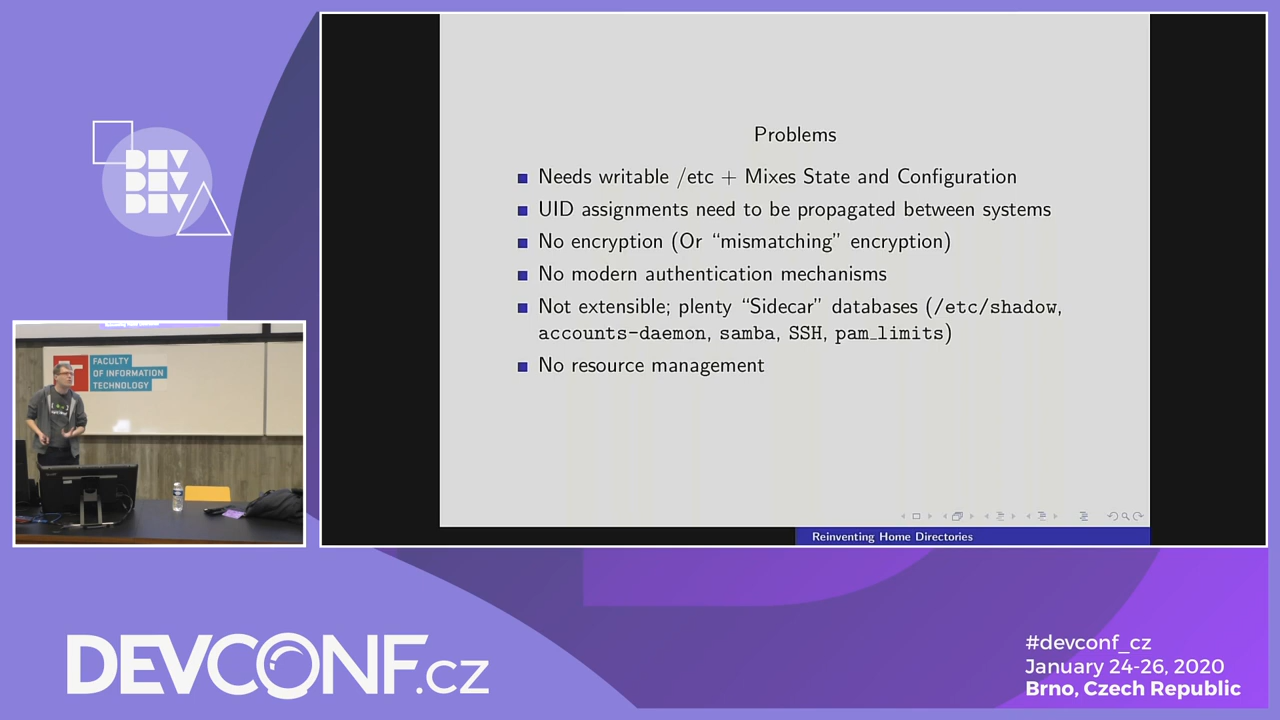 DEV
DEV
DEV
Problems
Needs writable /etc + Mixes State and Configuration
UID assignments need to be propagated between systems
No encryption (Or “mismatching” encryption)
No modern authentication mechanisms
Not extensible; plenty “Sidecar” databases (/etc/shadow,
accounts-daemon, samba, SSH, pam_limits)
No resource management
Reinventing Home Directories
FACULTY
OF INFORMATION
TECHNOLOGY
DEVCONF.cz
#devconf_cz
January 24-26, 2020
Brno, Czech Republic